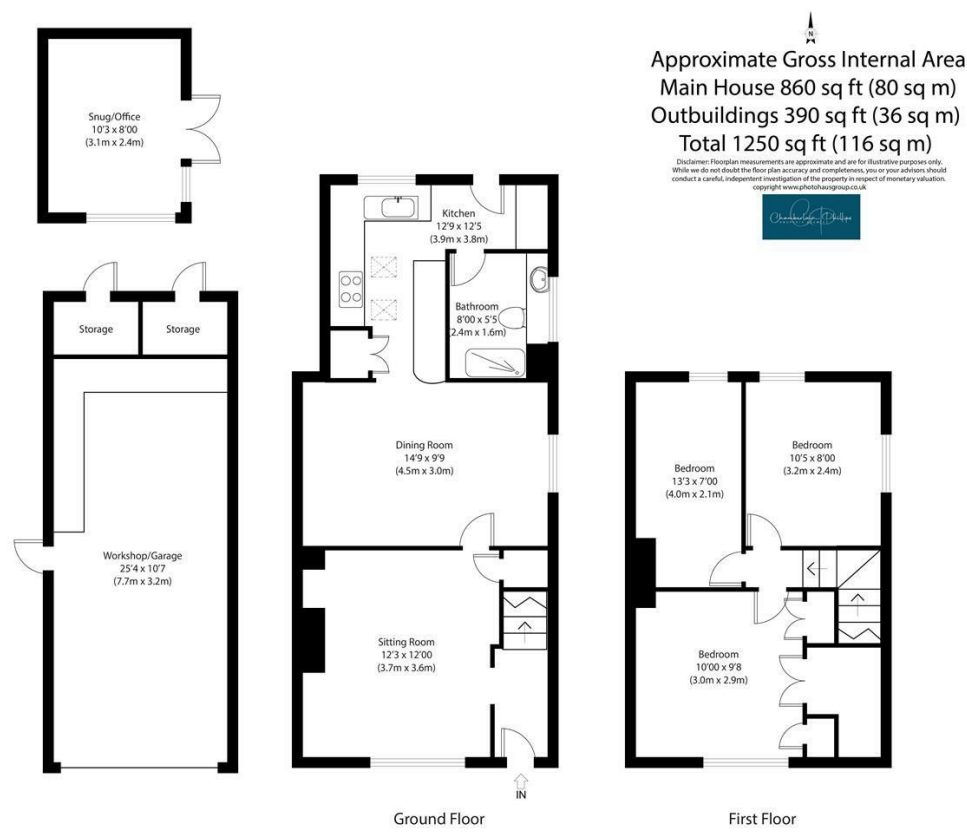 N
Approximate Gross Internal Area
Main House 860 sq ft (80 sq m)
Outbuildings 390 sq ft (36 sq m)
Total 1250 sq ft (116 sq m)
Disclaimer: Floorplan measurements are approximate and are for illustrative purposes only.
While we do not doubt the floor plan accuracy and completeness, you or your advisors should
conduct a careful, independent investigation of the property in respect of monetary valuation.
copyright www.photohausgroup.co.uk
Chamberlain Phillips
Snug/Office
10'3 x 8'00
(3.1m x 2.4m)
Kitchen
12'9 x 12'5
(3.9m x 3.8m)
Bathroom
8'00 x 5'5
(2.4m x 1.6m)
Storage
Storage
Dining Room
14'9 x 9'9
(4.5m x 3.0m)
Bedroom
10'5 x 8'00
(3.2m x 2.4m)
Bedroom
13'3 x 7'00
(4.0m x 2.1m)
Workshop/Garage
25'4 x 10'7
(7.7m x 3.2m)
Sitting Room
12'3 x 12'00
(3.7m x 3.6m)
Bedroom
10'00 x 9'8
(3.0m x 2.9m)
IN
Ground Floor
First Floor